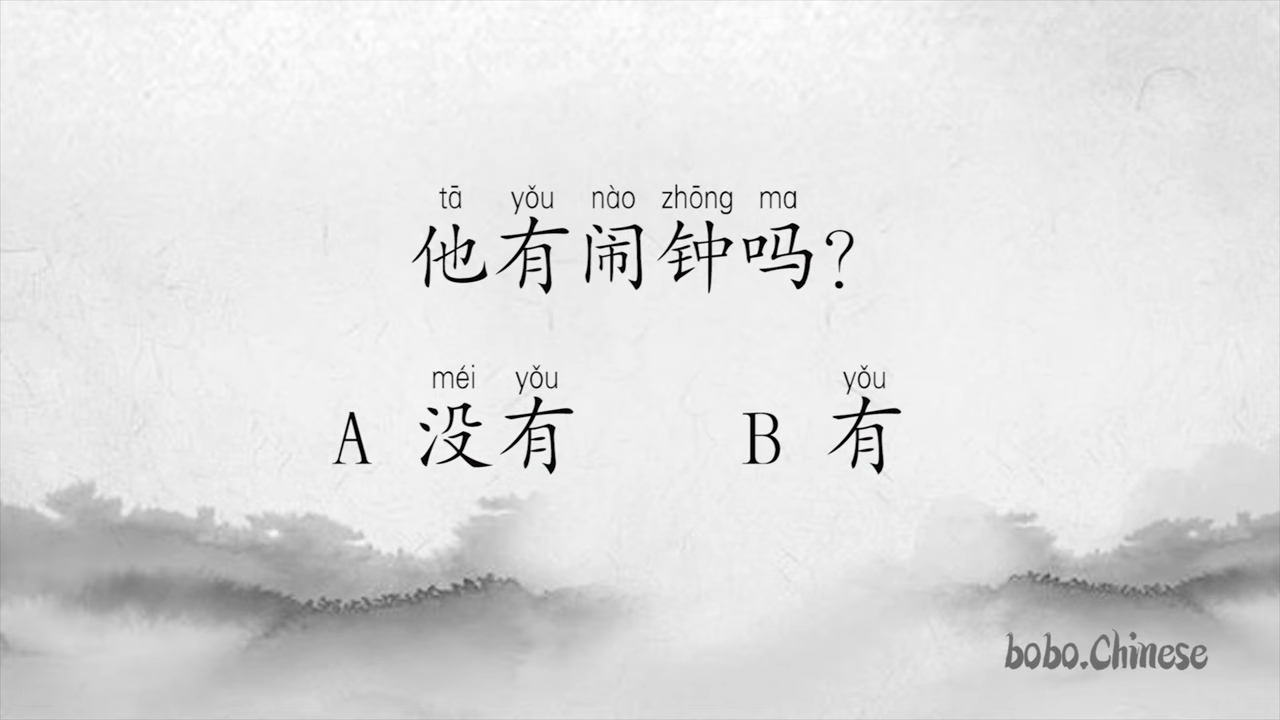 tā yǒu nào zhōng ma
他有闹钟吗?
méi yǒu yǒu
A 没有 B 有
bobo.Chinese